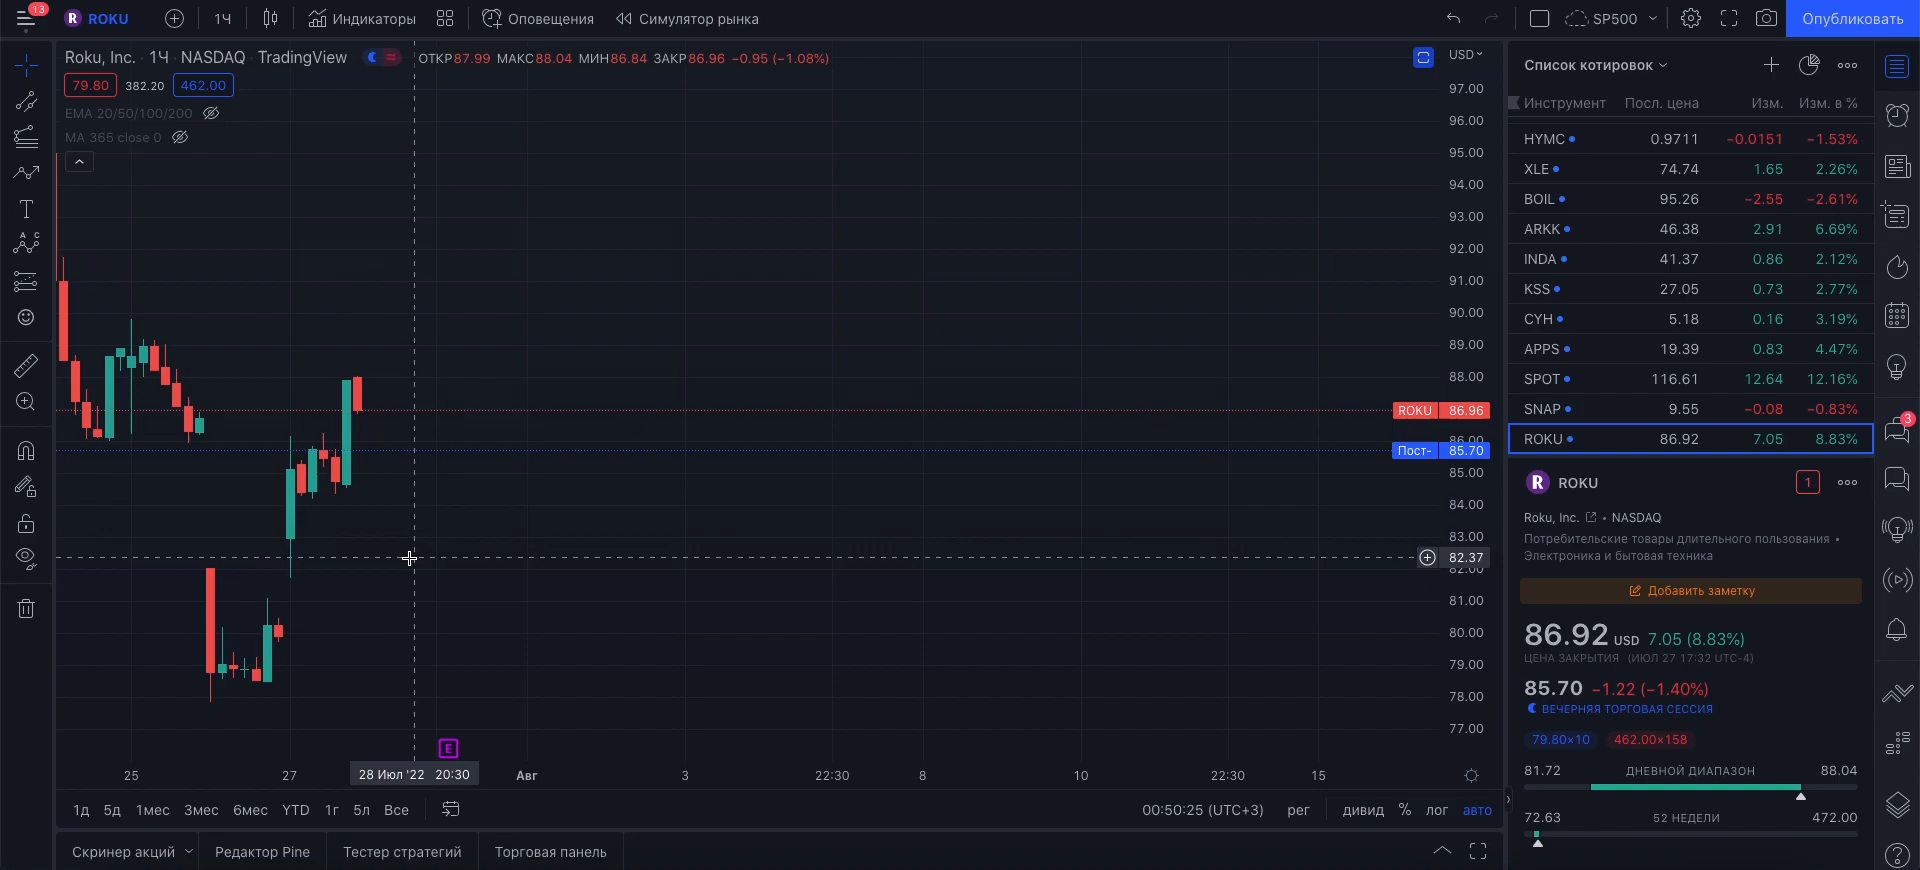 13
ROKU
1Ч
Индикаторы
Оповещения
Симулятор рынка
SP500
Опубликовать
Roku, Inc. · 1Ч · NASDAQ · TradingView
ОТКР87.99 МАКС88.04 МИН86.84 ЗАКР86.96 −0.95 (−1.08%)
USD
79.80 382.20 462.00
EMA 20/50/100/200
MA 365 close 0
97.00
96.00
95.00
94.00
93.00
92.00
91.00
90.00
89.00
88.00
ROKU 86.96
86.00
Пост- 85.70
85.00
84.00
83.00
82.37
82.00
81.00
80.00
79.00
78.00
77.00
E
25
27
28 Июл '22 20:30
Авг
3
22:30
8
10
22:30
15
1д 5д 1мес 3мес 6мес YTD 1г 5л Все
00:50:25 (UTC+3) рег дивид % лог авто
Скринер акций
Редактор Pine
Тестер стратегий
Торговая панель
Список котировок
Инструмент Посл. цена Изм. Изм. в %
HYMC 0.9711 −0.0151 −1.53%
XLE 74.74 1.65 2.26%
BOIL 95.26 −2.55 −2.61%
ARKK 46.38 2.91 6.69%
INDA 41.37 0.86 2.12%
KSS 27.05 0.73 2.77%
CYH 5.18 0.16 3.19%
APPS 19.39 0.83 4.47%
SPOT 116.61 12.64 12.16%
SNAP 9.55 −0.08 −0.83%
ROKU 86.92 7.05 8.83%
R ROKU 1
Roku, Inc. • NASDAQ
Потребительские товары длительного пользования •
Электроника и бытовая техника
Добавить заметку
86.92 USD 7.05 (8.83%)
ЦЕНА ЗАКРЫТИЯ (ИЮЛ 27 17:32 UTC-4)
85.70 −1.22 (−1.40%)
ВЕЧЕРНЯЯ ТОРГОВАЯ СЕССИЯ
79.80×10 462.00×158
81.72 ДНЕВНОЙ ДИАПАЗОН 88.04
72.63 52 НЕДЕЛИ 472.00
3